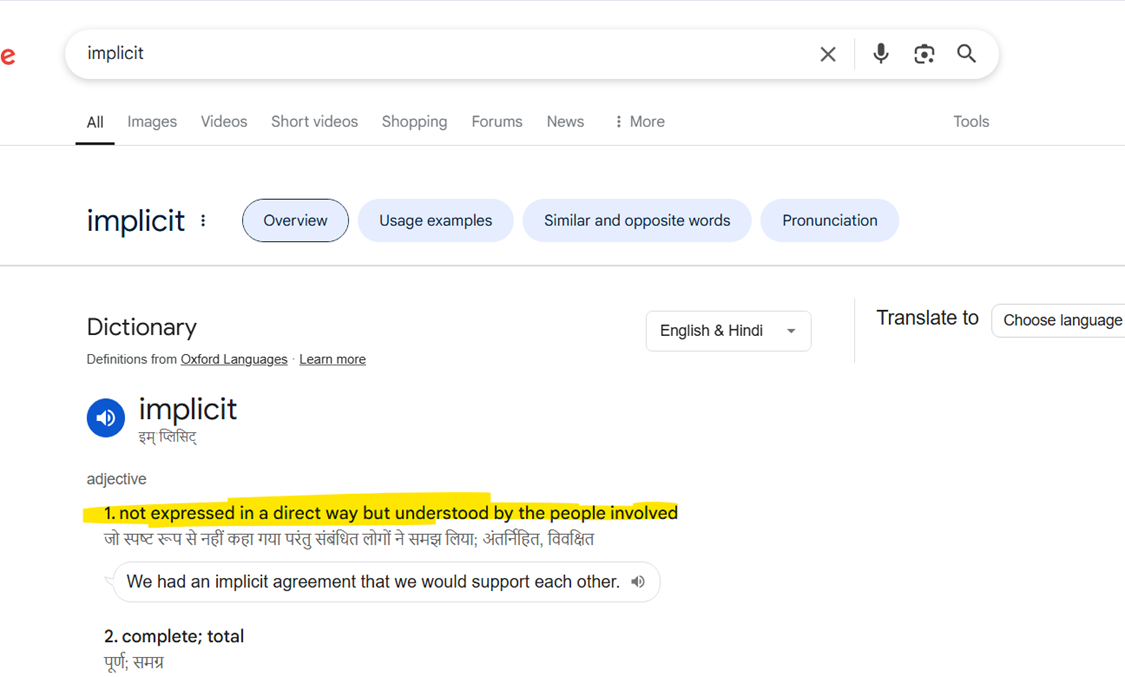 e
implicit
All Images Videos Short videos Shopping Forums News More Tools
implicit Overview Usage examples Similar and opposite words Pronunciation
Dictionary
English & Hindi
Translate to Choose language
Definitions from Oxford Languages · Learn more
implicit
इम् प्लिसिट्
adjective
1. not expressed in a direct way but understood by the people involved
जो स्पष्ट रूप से नहीं कहा गया परंतु संबंधित लोगों ने समझ लिया; अंतर्निहित, विवक्षित
We had an implicit agreement that we would support each other.
2. complete; total
पूर्ण; समग्र